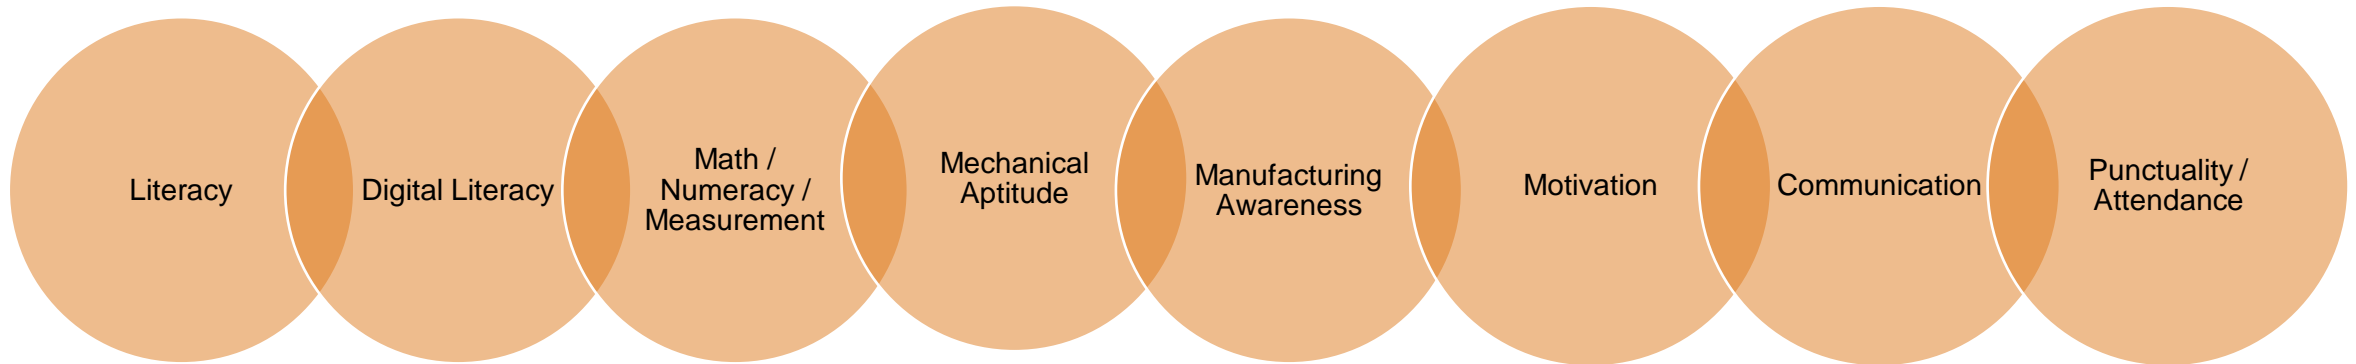 Literacy
Digital Literacy
Math /
Numeracy /
Measurement
Mechanical
Aptitude
Manufacturing
Awareness
Motivation
Communication
Punctuality /
Attendance